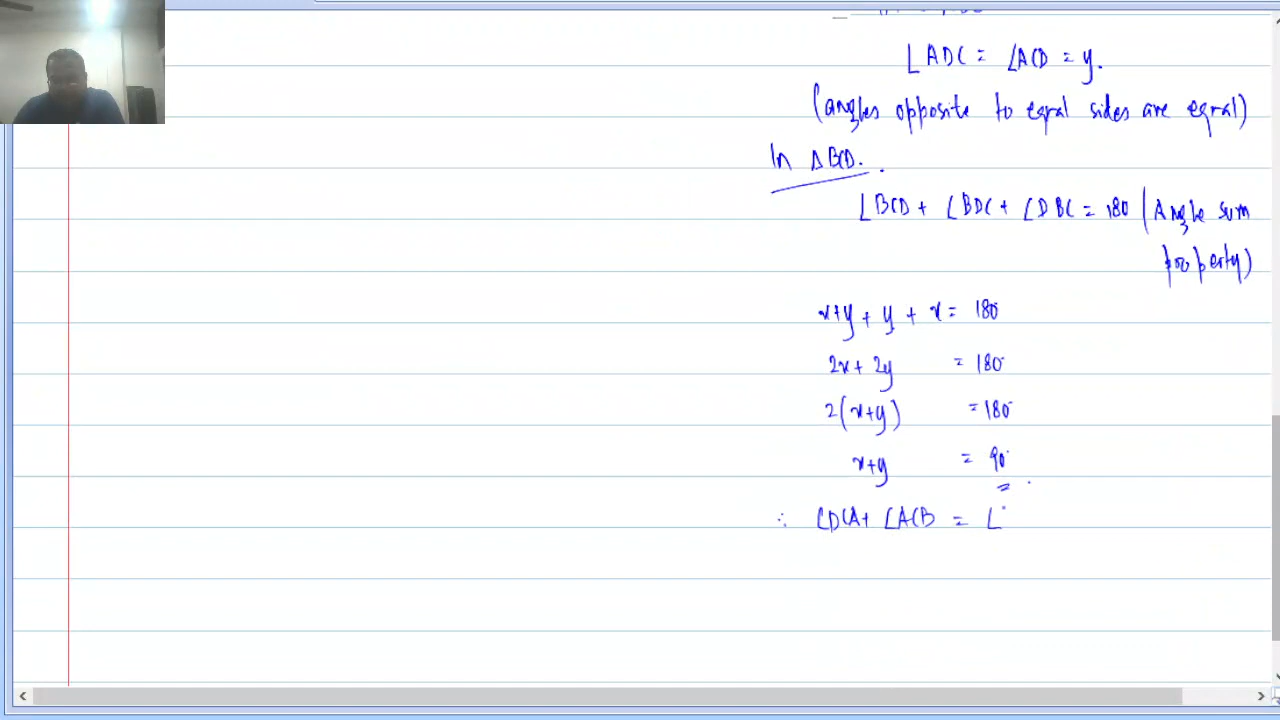 ∠ADC = ∠ACD = y.
(angles opposite to equal sides are equal)
In ΔBCD.
∠BCD + ∠BDC + ∠DBC = 180 (Angle sum
property)
x+y + y + x = 180
2x + 2y = 180
2(x+y) = 180
x+y = 90
∴ ∠DCA + ∠ACB = ∠